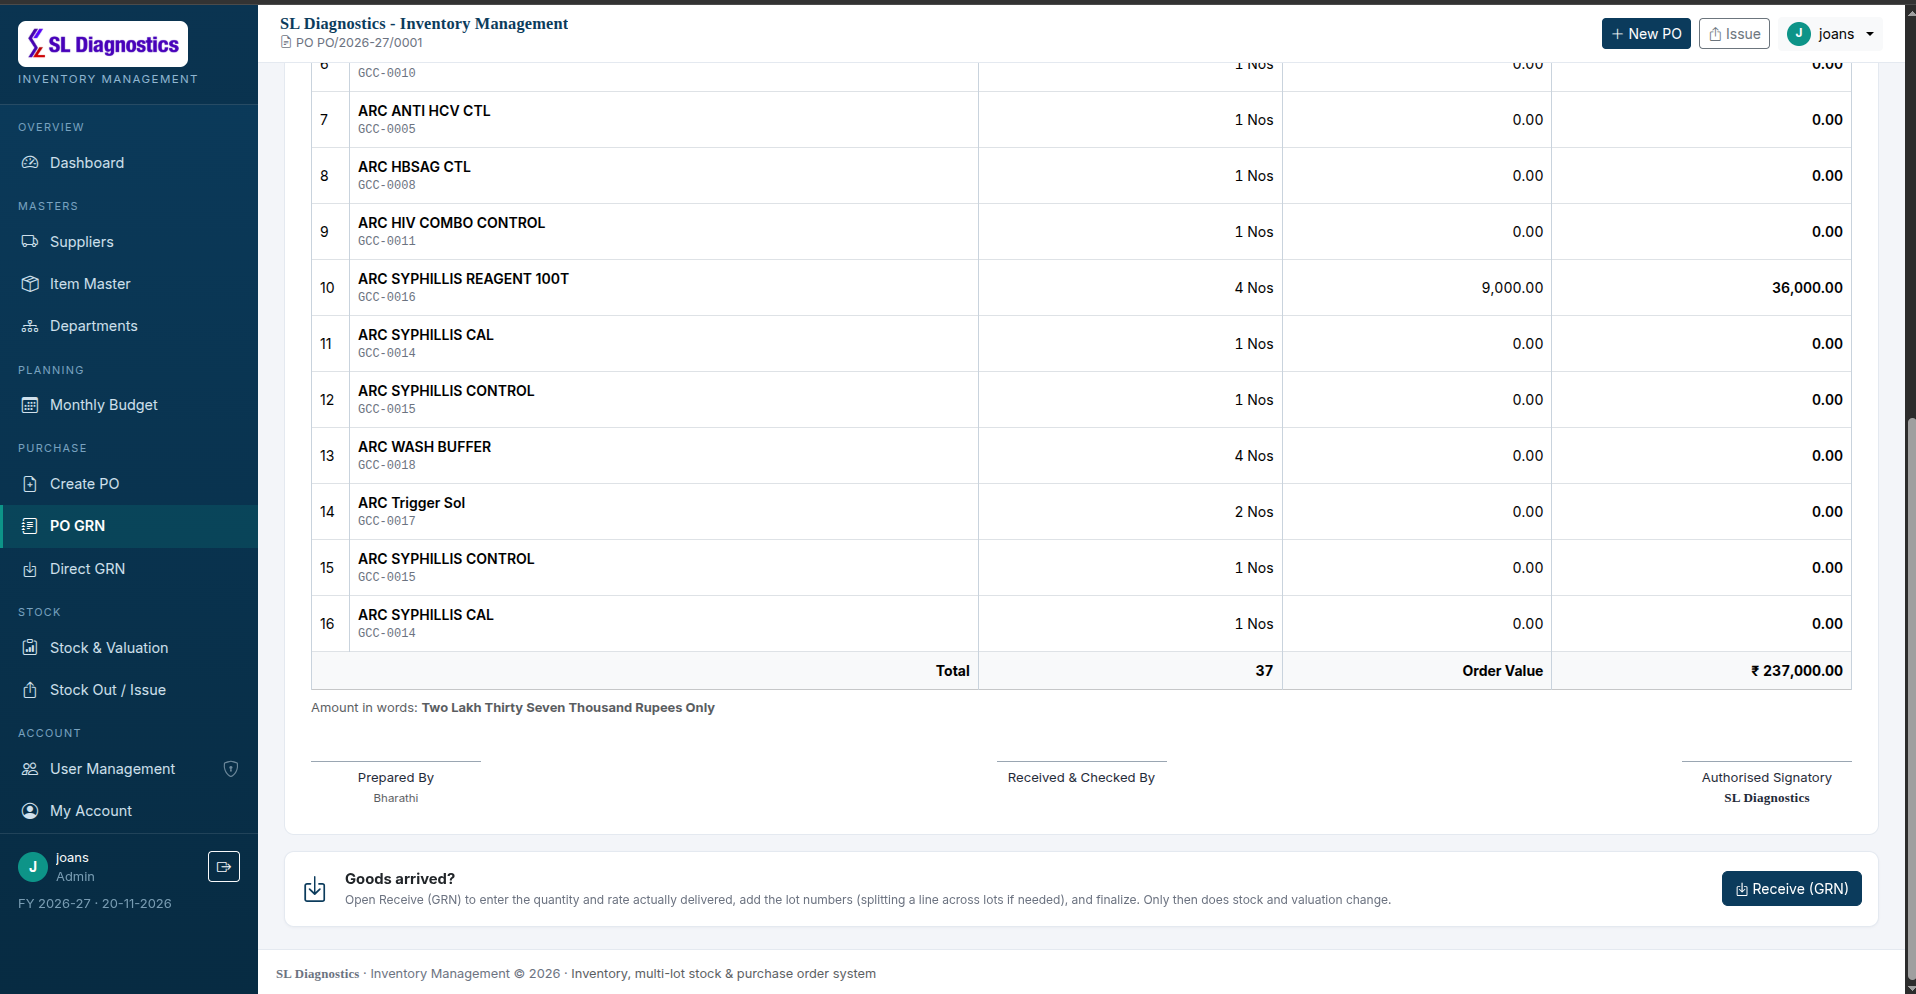 SL Diagnostics
INVENTORY MANAGEMENT
OVERVIEW
Dashboard
MASTERS
Suppliers
Item Master
Departments
PLANNING
Monthly Budget
PURCHASE
Create PO
PO GRN
Direct GRN
STOCK
Stock & Valuation
Stock Out / Issue
ACCOUNT
User Management
My Account
J joans
Admin
FY 2026-27 · 20-11-2026
SL Diagnostics - Inventory Management
PO PO/2026-27/0001
+ New PO Issue J joans
6 1 Nos 0.00 0.00
GCC-0010
7 ARC ANTI HCV CTL 1 Nos 0.00 0.00
GCC-0005
8 ARC HBSAG CTL 1 Nos 0.00 0.00
GCC-0008
9 ARC HIV COMBO CONTROL 1 Nos 0.00 0.00
GCC-0011
10 ARC SYPHILLIS REAGENT 100T 4 Nos 9,000.00 36,000.00
GCC-0016
11 ARC SYPHILLIS CAL 1 Nos 0.00 0.00
GCC-0014
12 ARC SYPHILLIS CONTROL 1 Nos 0.00 0.00
GCC-0015
13 ARC WASH BUFFER 4 Nos 0.00 0.00
GCC-0018
14 ARC Trigger Sol 2 Nos 0.00 0.00
GCC-0017
15 ARC SYPHILLIS CONTROL 1 Nos 0.00 0.00
GCC-0015
16 ARC SYPHILLIS CAL 1 Nos 0.00 0.00
GCC-0014
Total 37 Order Value ₹ 237,000.00
Amount in words: Two Lakh Thirty Seven Thousand Rupees Only
Prepared By Received & Checked By Authorised Signatory
Bharathi SL Diagnostics
Goods arrived?
Open Receive (GRN) to enter the quantity and rate actually delivered, add the lot numbers (splitting a line across lots if needed), and finalize. Only then does stock and valuation change.
Receive (GRN)
SL Diagnostics · Inventory Management © 2026 · Inventory, multi-lot stock & purchase order system